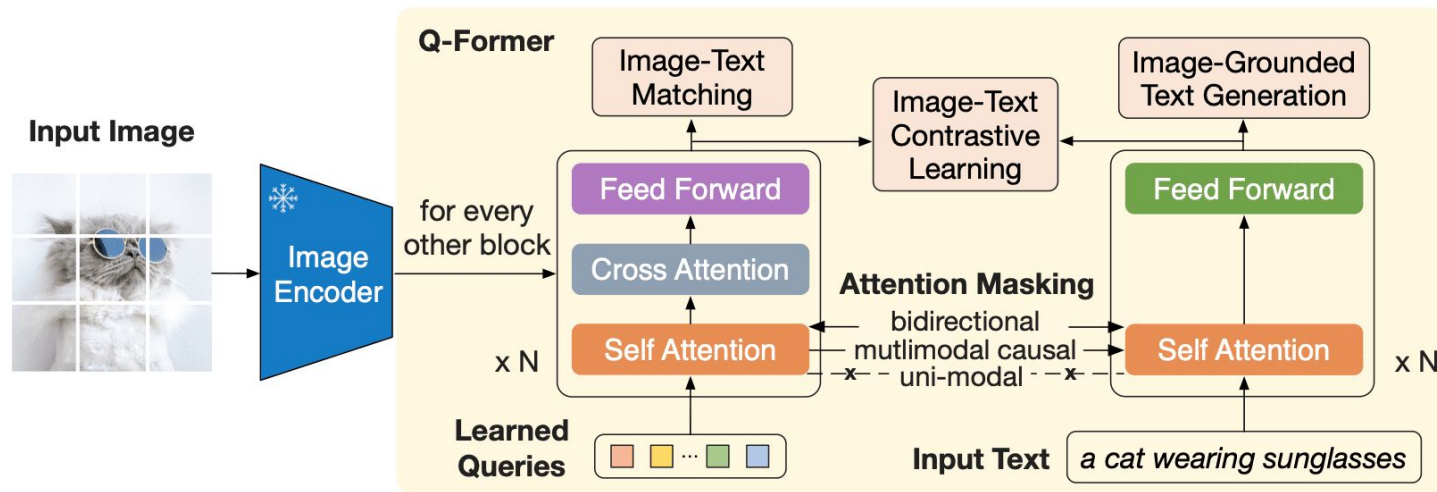 Q-Former
Input Image
Image
Encoder
for every
other block
Image-Text
Matching
Image-Text
Contrastive
Learning
Image-Grounded
Text Generation
Feed Forward
Cross Attention
Self Attention
x N
Attention Masking
bidirectional
mutlimodal causal
x uni-modal x
Feed Forward
Self Attention
x N
Learned
Queries
...
Input Text
a cat wearing sunglasses